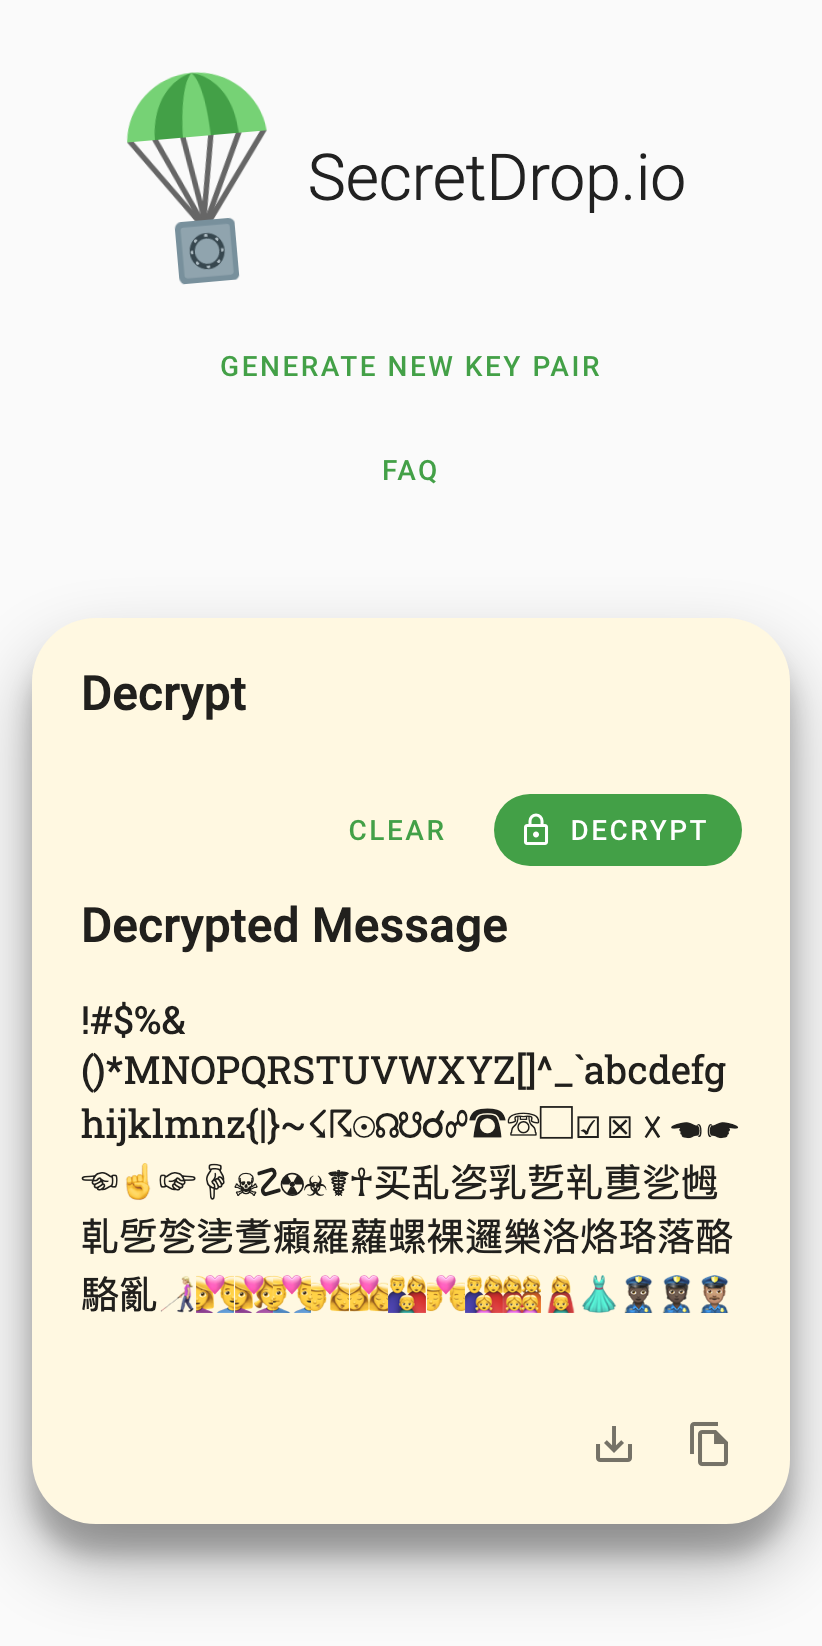 SecretDrop.io
GENERATE NEW KEY PAIR
FAQ
Decrypt
CLEAR
DECRYPT
Decrypted Message
!#$%&
()*MNOPQRSTUVWXYZ[]^_`abcdefg
hijklmnz{|}~☇☈☉☊☋☌☍☎☏☐☑☒☓☚☛
☜☝☞☟☠☡☢☣☤☥买乱乲乳乴乵乶乷乸
乹乺乻乼乽癩羅蘿螺裸邏樂洛烙珞落酪
駱亂